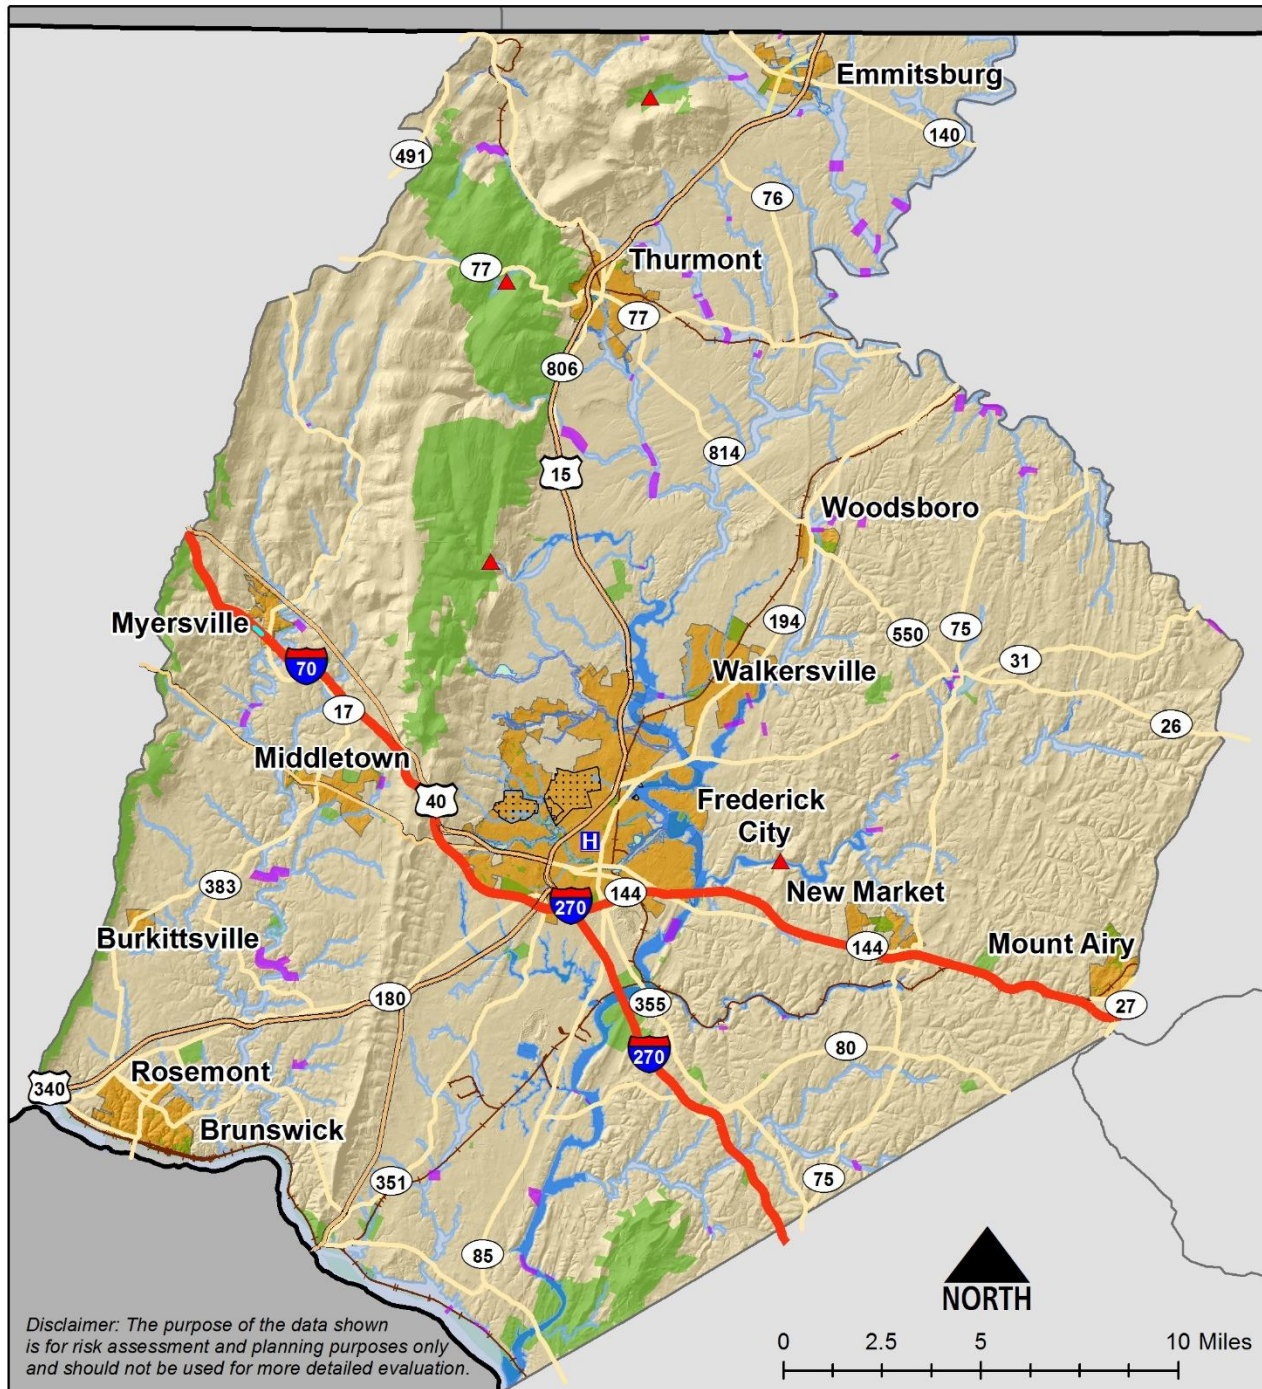 Emmitsburg
140
491
76
Thurmont
77
77
806
814
15
Woodsboro
194
550
75
31
Myersville
Walkersville
70
17
26
Middletown
40
Frederick
City
H
383
144
New Market
270
Burkittsville
144
Mount Airy
180
355
27
80
270
Rosemont
340
Brunswick
351
75
85
NORTH
Disclaimer: The purpose of the data shown
is for risk assessment and planning purposes only
and should not be used for more detailed evaluation.
0 2.5 5 10 Miles